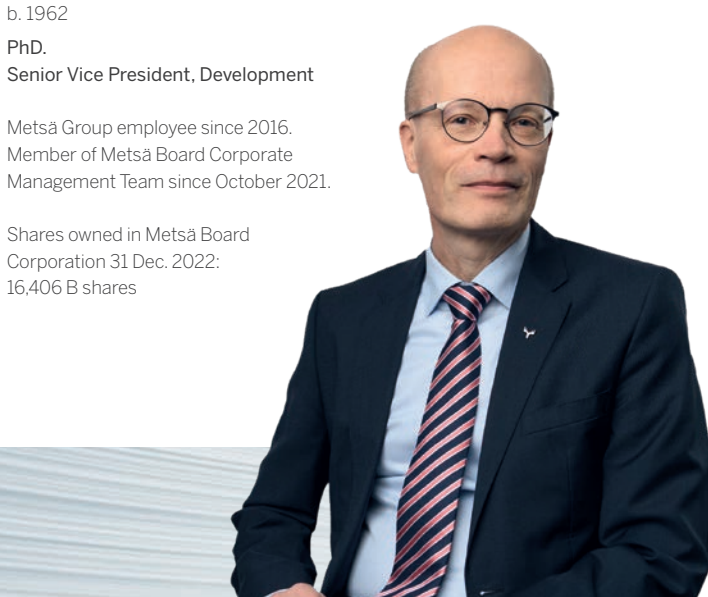 b. 1962
PhD.
Senior Vice President, Development
Metsä Group employee since 2016.
Member of Metsä Board Corporate
Management Team since October 2021.
Shares owned in Metsä Board
Corporation 31 Dec. 2022:
16,406 B shares